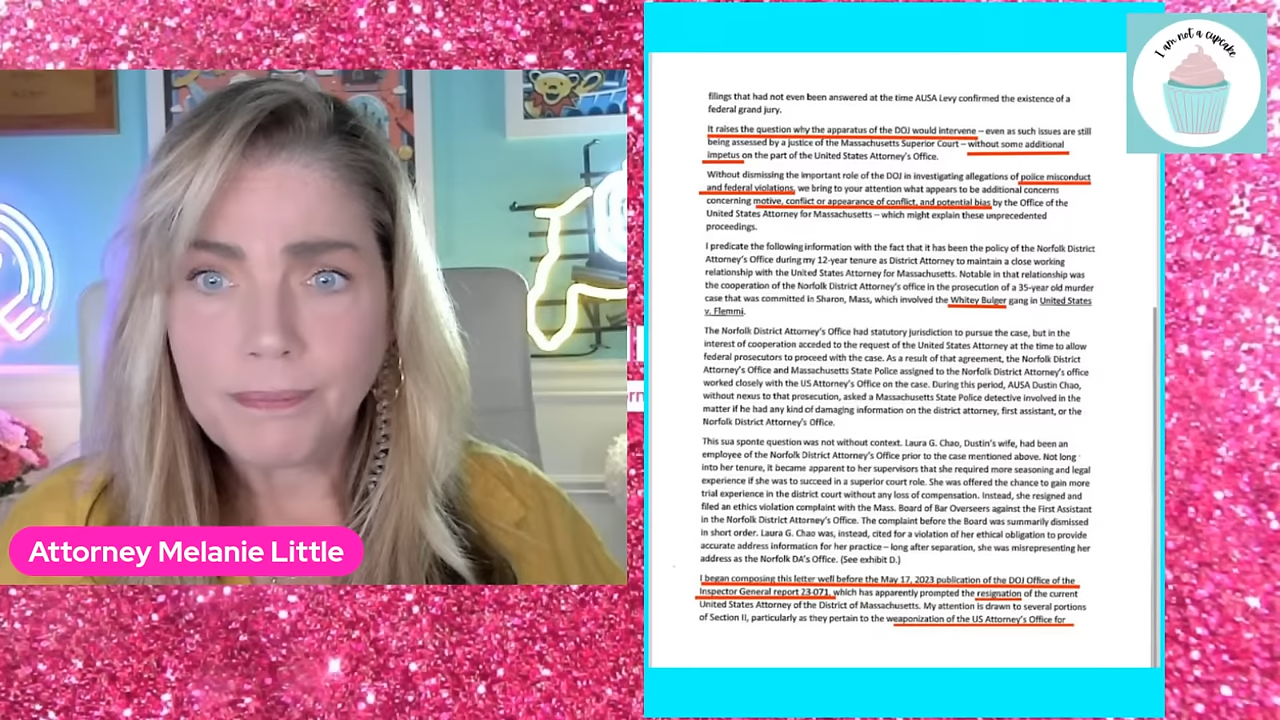 I am not a cupcake
filings that had not even been answered at the time AUSA Levy confirmed the existence of a
federal grand jury.
It raises the question why the apparatus of the DOJ would intervene – even as such issues are still
being assessed by a justice of the Massachusetts Superior Court – without some additional
impetus on the part of the United States Attorney's Office.
Without dismissing the important role of the DOJ in investigating allegations of police misconduct
and federal violations, we bring to your attention what appears to be additional concerns
concerning motive, conflict or appearance of conflict, and potential bias by the Office of the
United States Attorney for Massachusetts – which might explain these unprecedented
proceedings.
I predicate the following information with the fact that it has been the policy of the Norfolk District
Attorney's Office during my 12-year tenure as District Attorney to maintain a close working
relationship with the United States Attorney for Massachusetts. Notable in that relationship was
the cooperation of the Norfolk District Attorney's office in the prosecution of a 35-year old murder
case that was committed in Sharon, Mass, which involved the Whitey Bulger gang in United States
v. Flemmi.
The Norfolk District Attorney's Office had statutory jurisdiction to pursue the case, but in the
interest of cooperation acceded to the request of the United States Attorney at the time to allow
federal prosecutors to proceed with the case. As a result of that agreement, the Norfolk District
Attorney's Office and Massachusetts State Police assigned to the Norfolk District Attorney's office
worked closely with the US Attorney's Office on the case. During this period, AUSA Dustin Chao,
without nexus to that prosecution, asked a Massachusetts State Police detective involved in the
matter if he had any kind of damaging information on the district attorney, first assistant, or the
Norfolk District Attorney's Office.
This sua sponte question was not without context. Laura G. Chao, Dustin's wife, had been an
employee of the Norfolk District Attorney's Office prior to the case mentioned above. Not long
into her tenure, it became apparent to her supervisors that she required more seasoning and legal
experience if she was to succeed in a superior court role. She was offered the chance to gain more
trial experience in the district court without any loss of compensation. Instead, she resigned and
filed an ethics violation complaint with the Mass. Board of Bar Overseers against the First Assistant
in the Norfolk District Attorney's Office. The complaint before the Board was summarily dismissed
in short order. Laura G. Chao was, instead, cited for a violation of her ethical obligation to provide
accurate address information for her practice – long after separation, she was misrepresenting her
address as the Norfolk DA's Office. (See exhibit D.)
I began composing this letter well before the May 17, 2023 publication of the DOJ Office of the
Inspector General report 23-071, which has apparently prompted the resignation of the current
United States Attorney of the District of Massachusetts. My attention is drawn to several portions
of Section II, particularly as they pertain to the weaponization of the US Attorney's Office for
Attorney Melanie Little